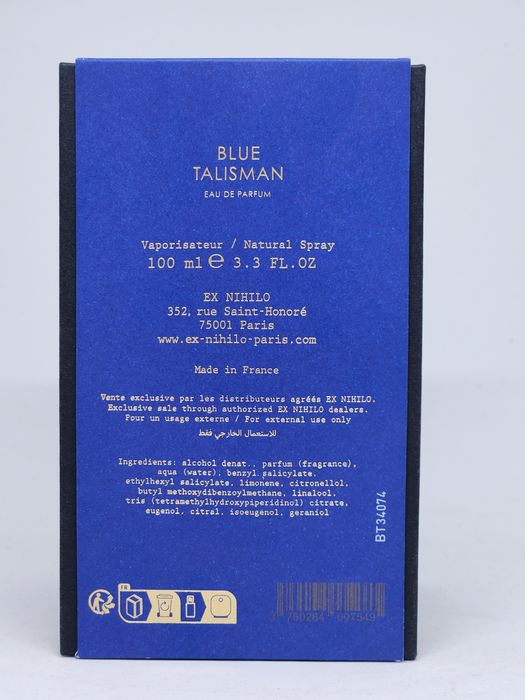 BLUE
TALISMAN
EAU DE PARFUM
Vaporisateur / Natural Spray
100 ml ℮ 3.3 FL.OZ
EX NIHILO
352, rue Saint-Honoré
75001 Paris
www.ex-nihilo-paris.com
Made in France
Vente exclusive par les distributeurs agréés EX NIHILO.
Exclusive sale through authorized EX NIHILO dealers.
Pour un usage externe / For external use only
للاستعمال الخارجي فقط
Ingredients: alcohol denat., parfum (fragrance),
aqua (water), benzyl salicylate,
ethylhexyl salicylate, limonene, citronellol,
butyl methoxydibenzoylmethane, linalool,
tris (tetramethylhydroxypiperidinol) citrate,
eugenol, citral, isoeugenol, geraniol
BT34074
FR
3 760264 097549